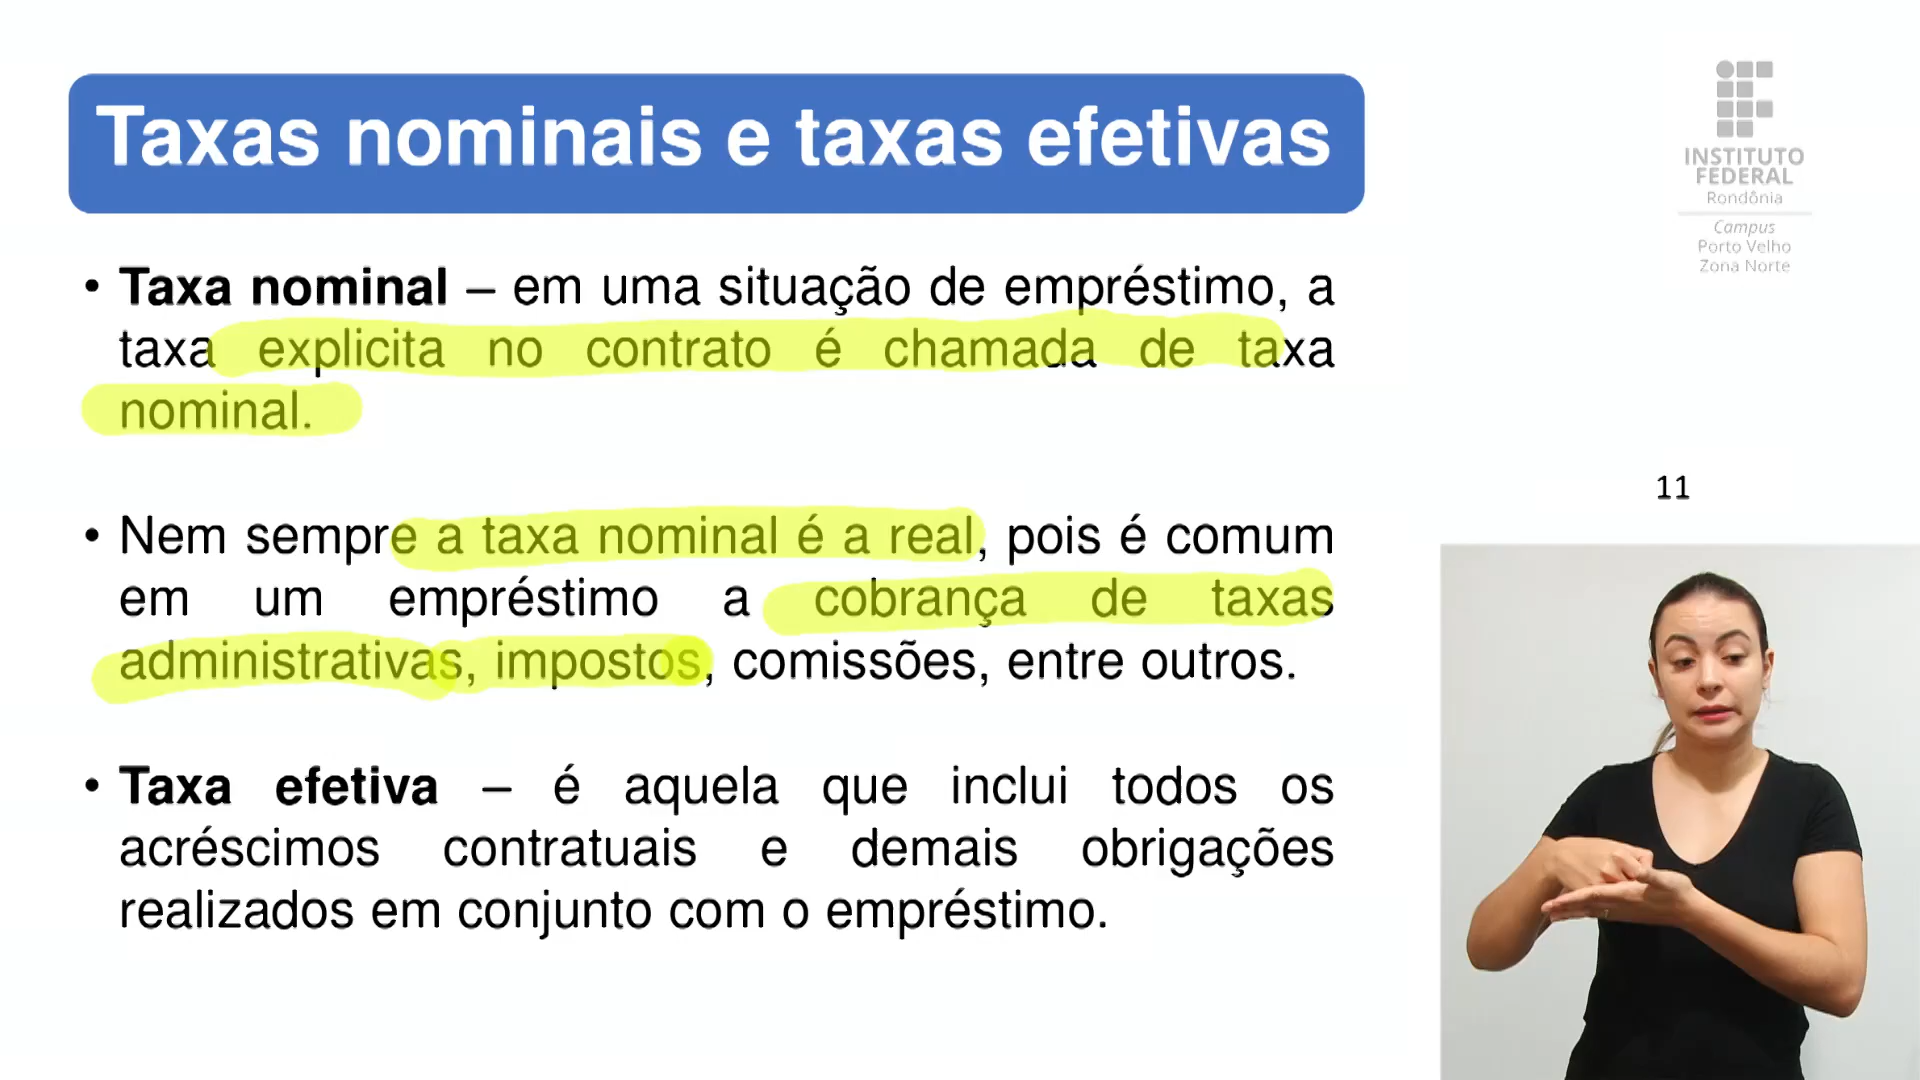 Taxas nominais e taxas efetivas
INSTITUTO
FEDERAL
Rondônia
Campus
Porto Velho
Zona Norte
• Taxa nominal – em uma situação de empréstimo, a
taxa explicita no contrato é chamada de taxa
nominal.
11
• Nem sempre a taxa nominal é a real, pois é comum
em um empréstimo a cobrança de taxas
administrativas, impostos, comissões, entre outros.
• Taxa efetiva – é aquela que inclui todos os
acréscimos contratuais e demais obrigações
realizados em conjunto com o empréstimo.